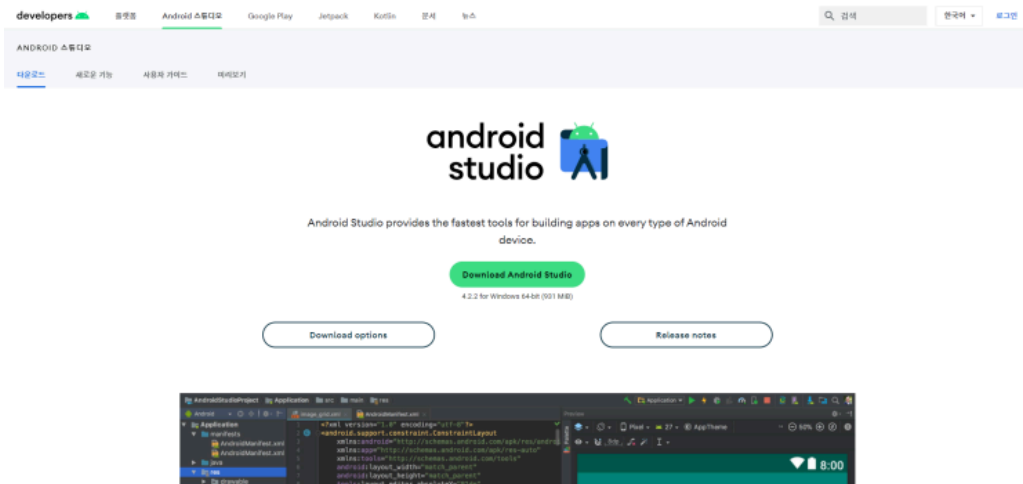 developers 플랫폼 Android 스튜디오 Google Play Jetpack Kotlin 문서 뉴스 검색 한국어 로그인
ANDROID 스튜디오
다운로드 새로운 기능 사용자 가이드 미리보기
android
studio
Android Studio provides the fastest tools for building apps on every type of Android
device.
Download Android Studio
4.2.2 for Windows 64-bit (901 MiB)
Download options Release notes
AndroidStudioProject Application src main res Application
Android image_grid.xml AndroidManifest.xml Preview
Application <?xml version="1.0" encoding="utf-8"?> Pixel 27 AppTheme 50%
manifests <android.support.constraint.ConstraintLayout
AndroidManifest.xml xmlns:android="http://schemas.android.com/apk/res/andro
AndroidManifest.xml xmlns:app="http://schemas.android.com/apk/res-auto"
java xmlns:tools="http://schemas.android.com/tools" 8:00
res android:layout_width="match_parent"
drawable android:layout_height="match_parent"